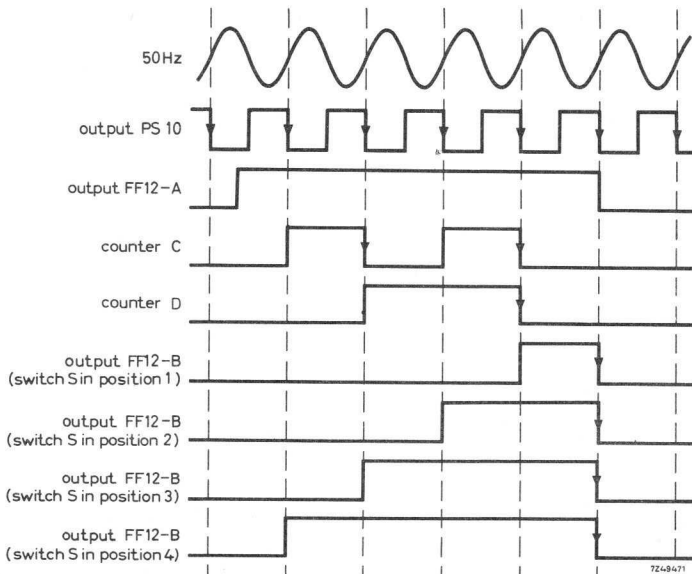 50Hz
output PS 10
output FF12-A
counter C
counter D
output FF12-B
(switch S in position 1)
output FF12-B
(switch S in position 2)
output FF12-B
(switch S in position 3)
output FF12-B
(switch S in position 4)
7Z49471